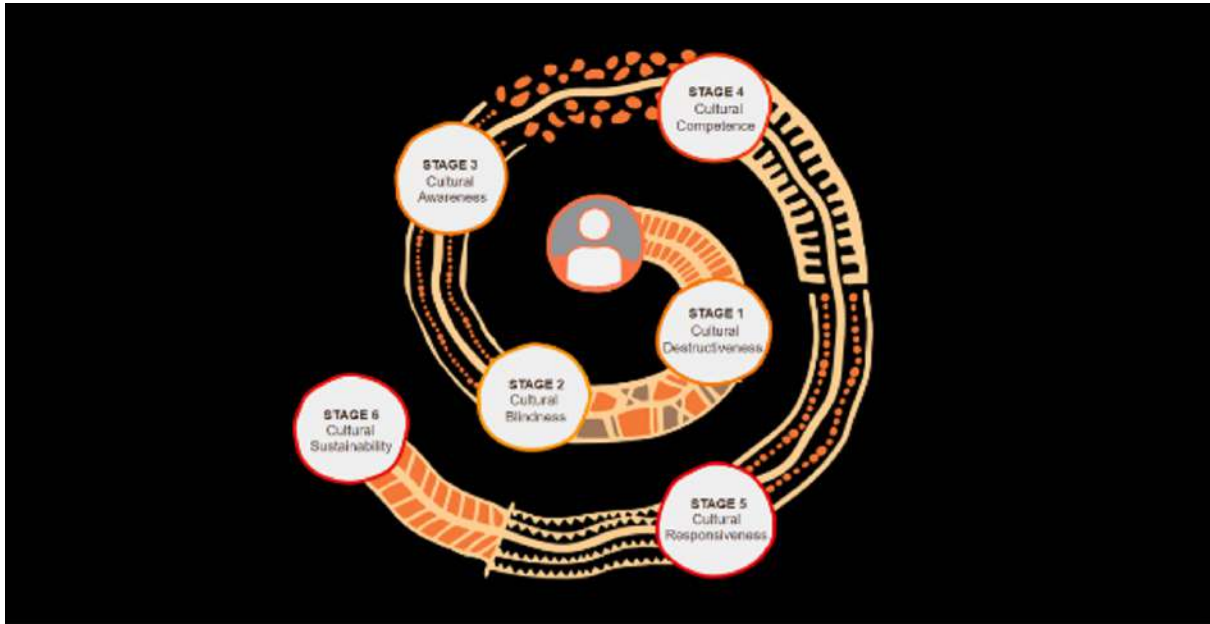 STAGE 1
Cultural
Destructiveness
STAGE 2
Cultural
Blindness
STAGE 3
Cultural
Awareness
STAGE 4
Cultural
Competence
STAGE 5
Cultural
Responsiveness
STAGE 6
Cultural
Sustainability